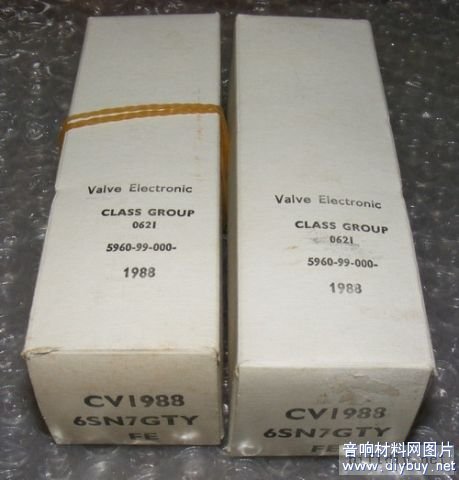 Valve Electronic
CLASS GROUP
0621
5960-99-000-
1988
CV1988
6SN7GTY
FE
Valve Electronic
CLASS GROUP
0621
5960-99-000-
1988
CV1988
6SN7GTY
FE
音响材料网图片
www.diybuy.net